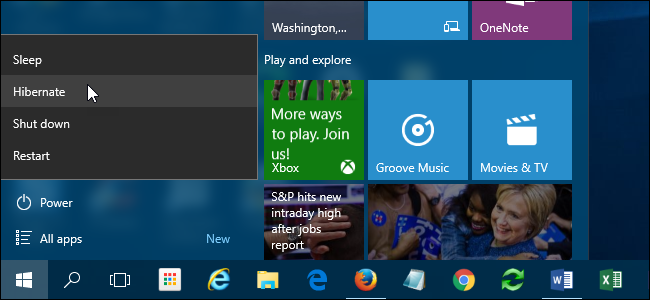 Sleep
Hibernate
Shut down
Restart
Power
All apps New
Washington,...
OneNote
Play and explore
More ways
to play. Join
us!
Xbox
Groove Music
Movies & TV
S&P hits new
intraday high
after jobs
report